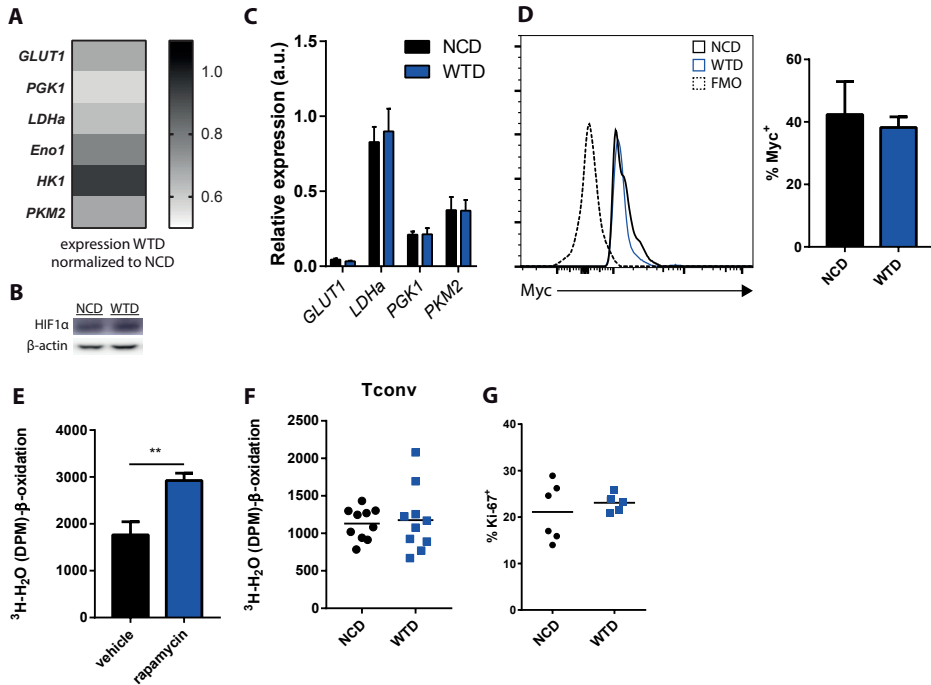 A
GLUT1
PGK1
LDHa
Eno1
HK1
PKM2
1.0
0.8
0.6
expression WTD
normalized to NCD
B
NCD WTD
HIF1α
β-actin
C
Relative expression (a.u.)
1.5
1.0
0.5
0.0
NCD
WTD
GLUT1
LDHa
PGK1
PKM2
D
NCD
WTD
FMO
Myc
% Myc⁺
60
40
20
0
NCD
WTD
E
³H-H₂O (DPM)-β-oxidation
4000
3000
2000
1000
0
**
vehicle
rapamycin
F
Tconv
³H-H₂O (DPM)-β-oxidation
2500
2000
1500
1000
500
0
NCD
WTD
G
% Ki-67⁺
40
30
20
10
0
NCD
WTD